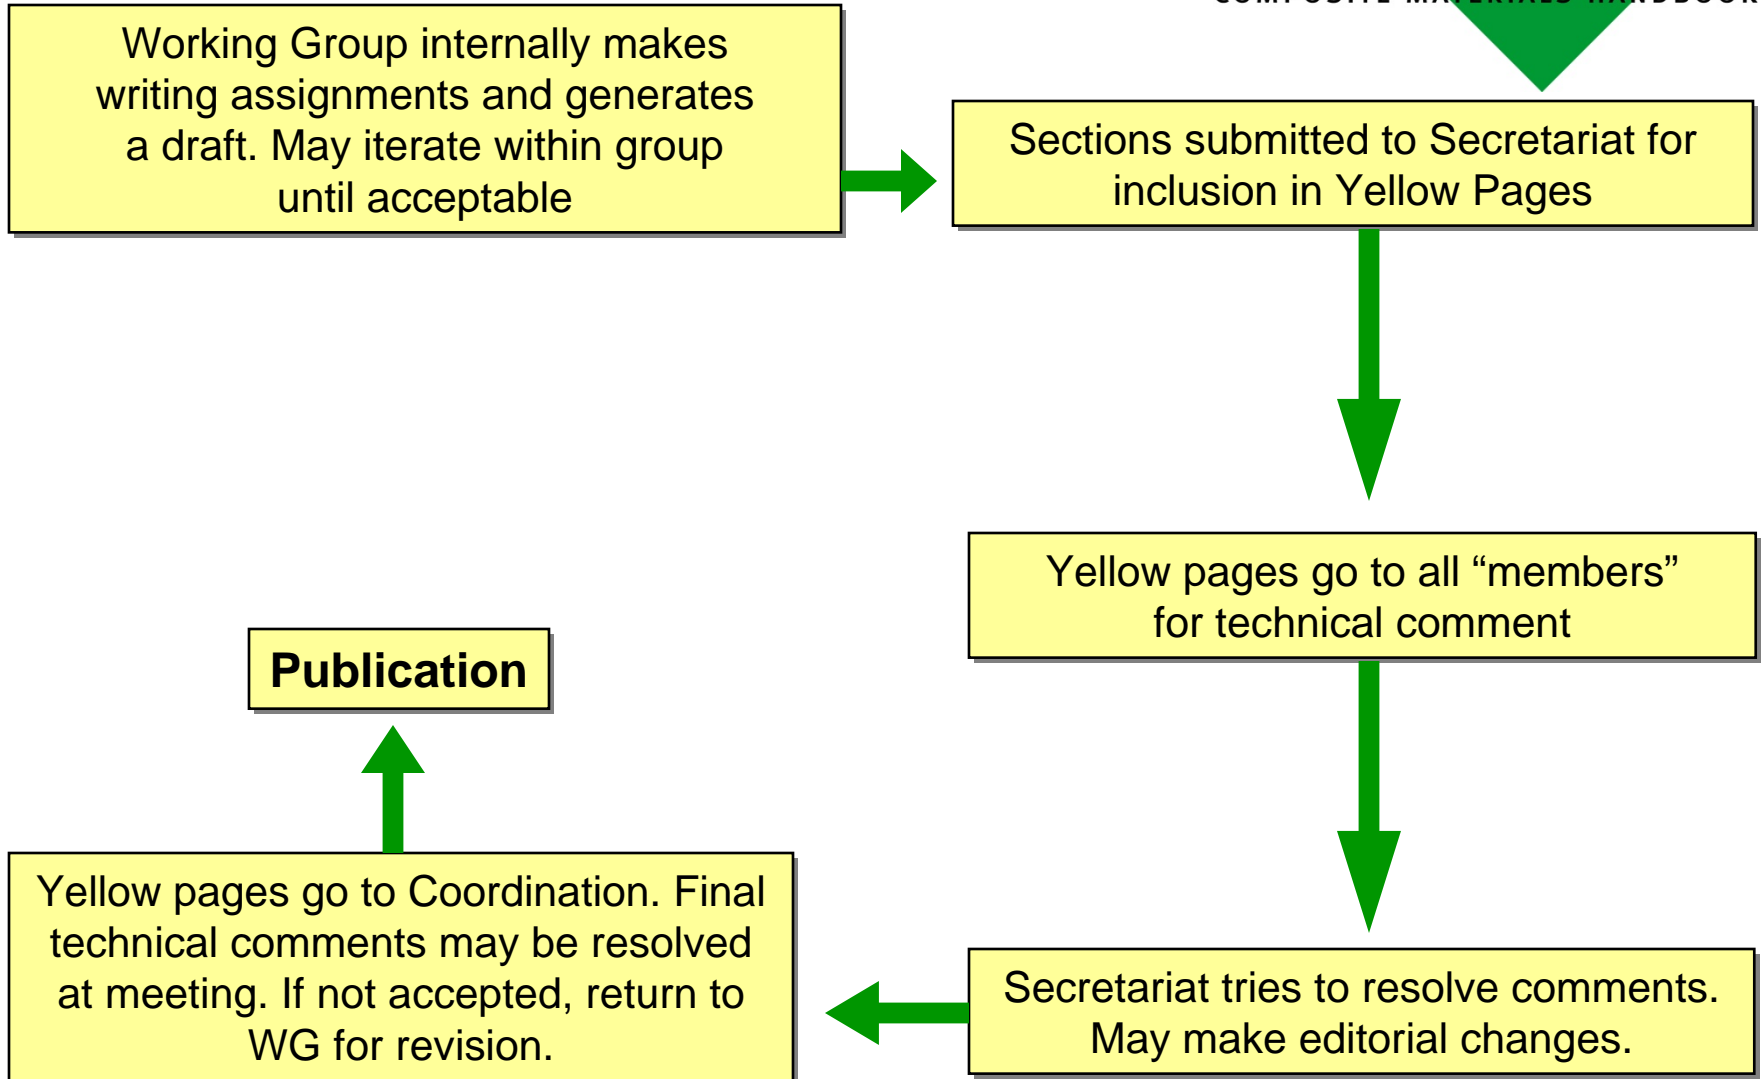 COMPOSITE MATERIALS HANDBOOK
Working Group internally makes
writing assignments and generates
a draft. May iterate within group
until acceptable
Sections submitted to Secretariat for
inclusion in Yellow Pages
Yellow pages go to all “members”
for technical comment
Publication
Yellow pages go to Coordination. Final
technical comments may be resolved
at meeting. If not accepted, return to
WG for revision.
Secretariat tries to resolve comments.
May make editorial changes.